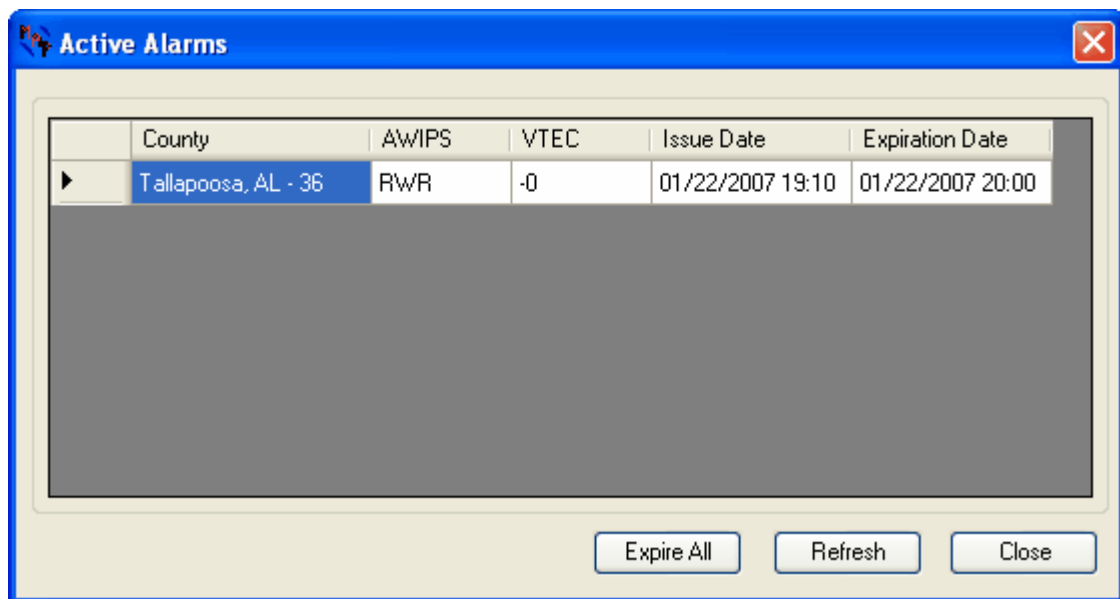 Active Alarms
County AWIPS VTEC Issue Date Expiration Date
Tallapoosa, AL - 36 RWR -0 01/22/2007 19:10 01/22/2007 20:00
Expire All Refresh Close